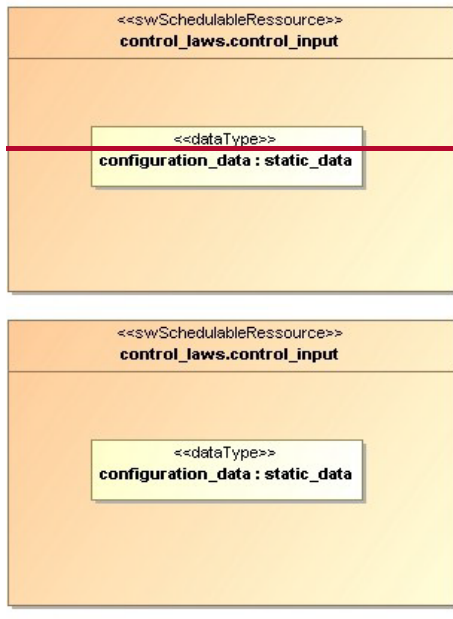 <<swSchedulableRessource>>
control_laws.control_input
<<dataType>>
configuration_data : static_data
<<swSchedulableRessource>>
control_laws.control_input
<<dataType>>
configuration_data : static_data